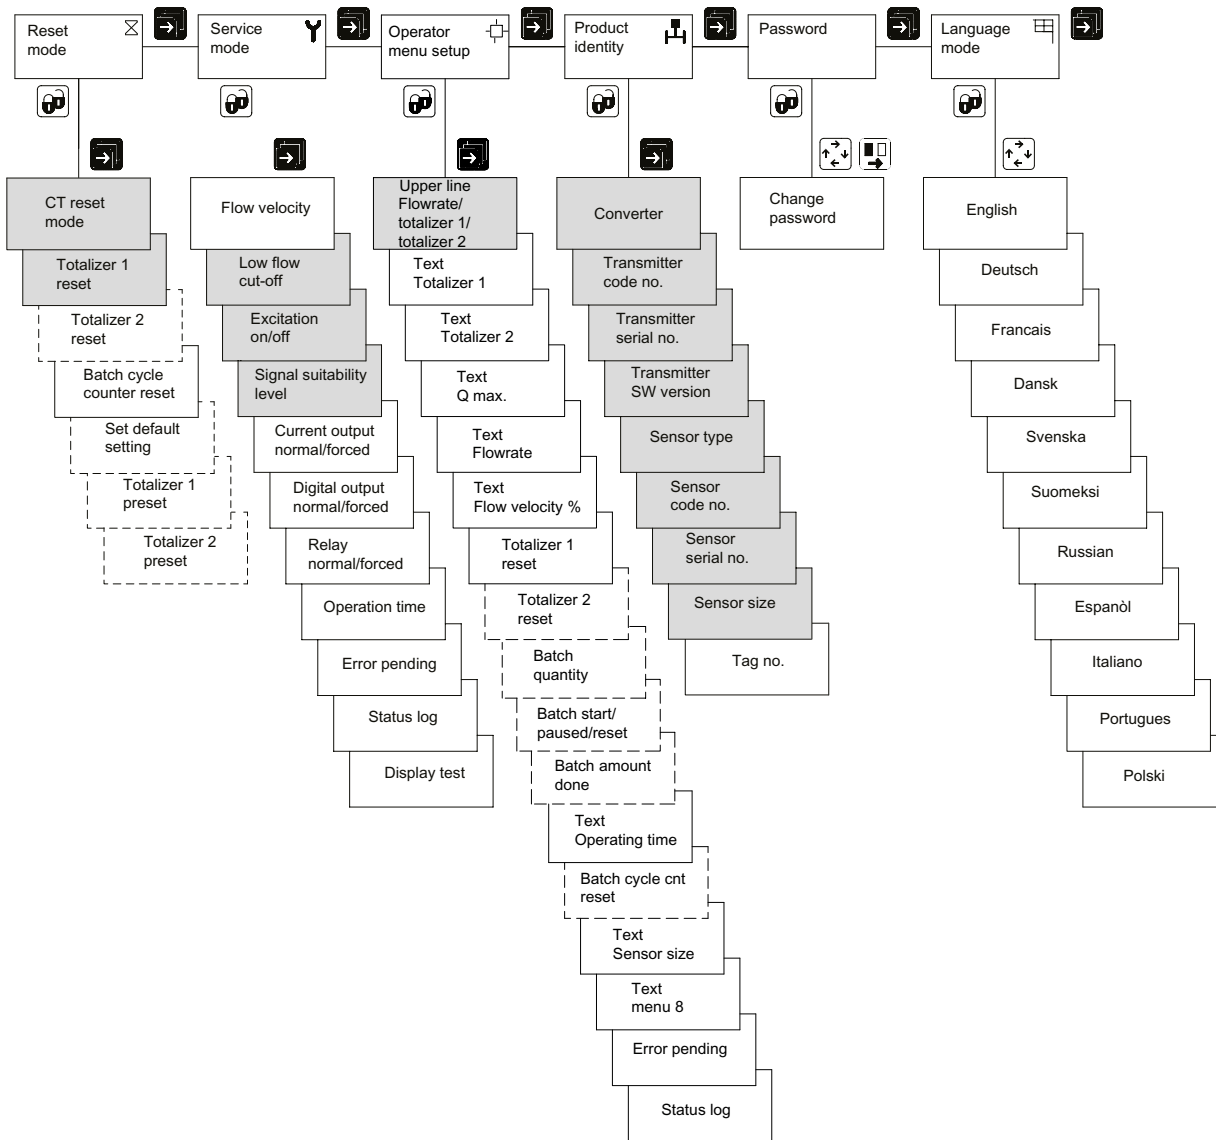 Reset
mode
Service
mode
Operator
menu setup
Product
identity
Password
Language
mode
CT reset
mode
Totalizer 1
reset
Totalizer 2
reset
Batch cycle
counter reset
Set default
setting
Totalizer 1
preset
Totalizer 2
preset
Flow velocity
Low flow
cut-off
Excitation
on/off
Signal suitability
level
Current output
normal/forced
Digital output
normal/forced
Relay
normal/forced
Operation time
Error pending
Status log
Display test
Upper line
Flowrate/
totalizer 1/
totalizer 2
Text
Totalizer 1
Text
Totalizer 2
Text
Q max.
Text
Flowrate
Text
Flow velocity %
Totalizer 1
reset
Totalizer 2
reset
Batch
quantity
Batch start/
paused/reset
Batch amount
done
Text
Operating time
Batch cycle cnt
reset
Text
Sensor size
Text
menu 8
Error pending
Status log
Converter
Transmitter
code no.
Transmitter
serial no.
Transmitter
SW version
Sensor type
Sensor
code no.
Sensor
serial no.
Sensor size
Tag no.
Change
password
English
Deutsch
Francais
Dansk
Svenska
Suomeksi
Russian
Espanòl
Italiano
Portugues
Polski